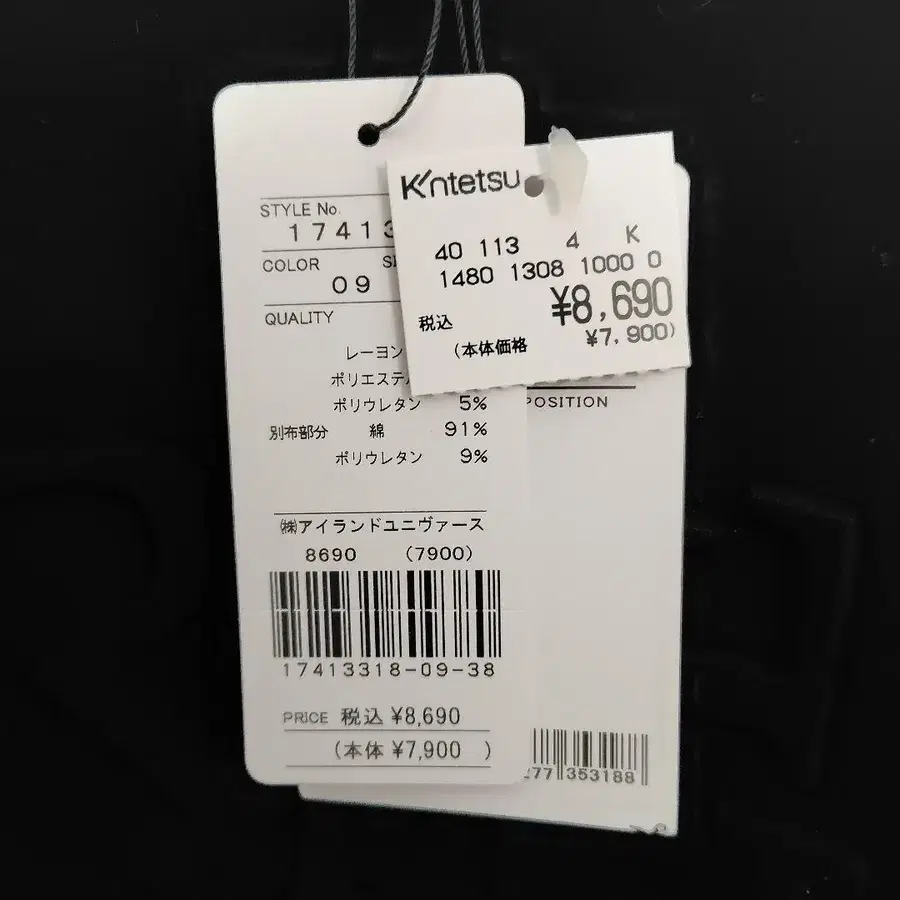 STYLE No.
17413
COLOR
09
QUALITY
レーヨン
ポリエステ
ポリウレタン 5%
別布部分 綿 91%
ポリウレタン 9%
㈱アイランドユニヴァース
8690 (7900)
17413318-09-38
PRICE 税込 ¥8,690
(本体 ¥7,900 )
Kintetsu
40 113 4 K
1480 1308 1000 0
¥8,690
税込
(本体価格 ¥7,900)
POSITION
277 353188